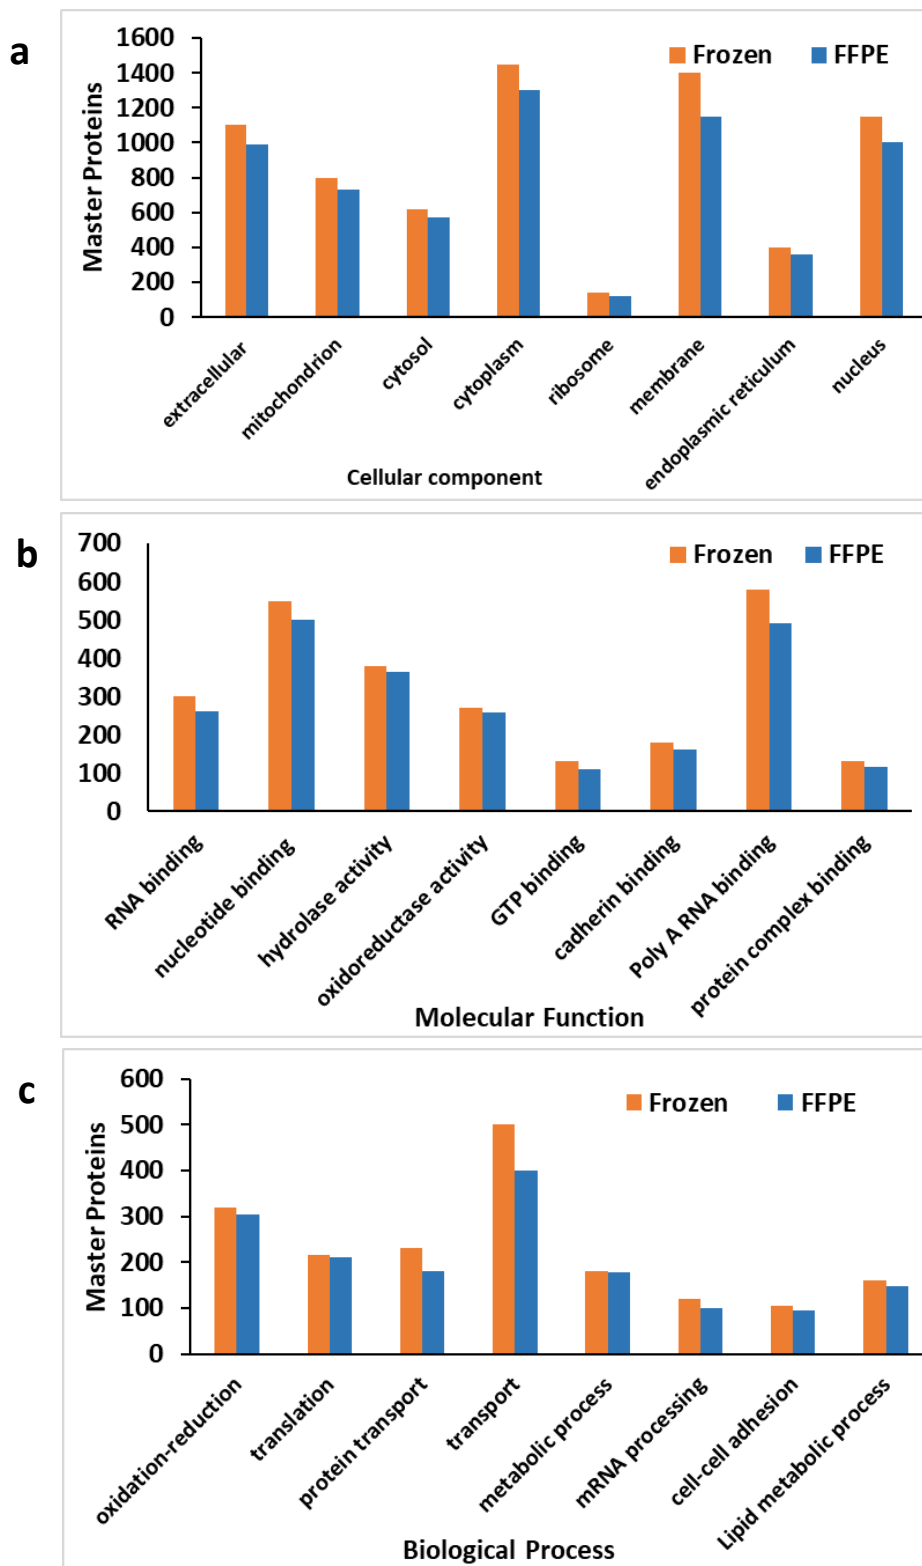 a
Frozen FFPE
Master Proteins
1600
1400
1200
1000
800
600
400
200
0
extracellular
mitochondrion
cytosol
cytoplasm
ribosome
membrane
endoplasmic reticulum
nucleus
Cellular component
b
Frozen FFPE
700
600
500
400
300
200
100
0
RNA binding
nucleotide binding
hydrolase activity
oxidoreductase activity
GTP binding
cadherin binding
Poly A RNA binding
protein complex binding
Molecular Function
c
Frozen FFPE
Master Proteins
600
500
400
300
200
100
0
oxidation-reduction
translation
protein transport
transport
metabolic process
mRNA processing
cell-cell adhesion
Lipid metabolic process
Biological Process